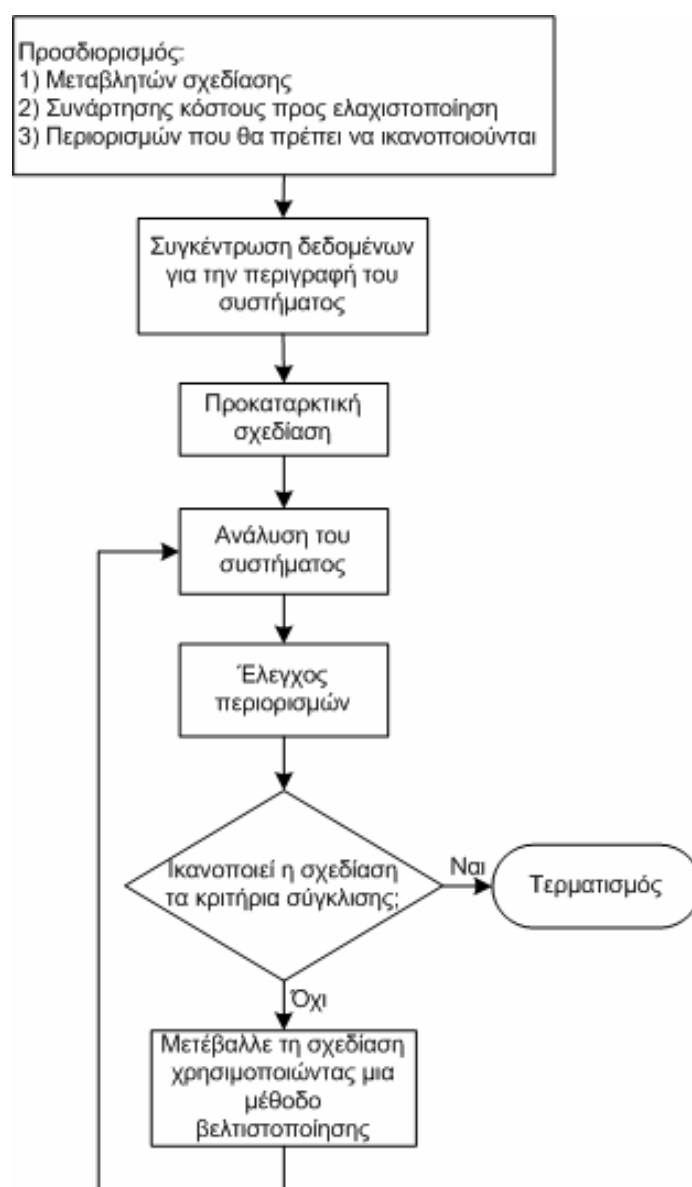 Προσδιορισμός:
1) Μεταβλητών σχεδίασης
2) Συνάρτησης κόστους προς ελαχιστοποίηση
3) Περιορισμών που θα πρέπει να ικανοποιούνται
Συγκέντρωση δεδομένων
για την περιγραφή του
συστήματος
Προκαταρκτική
σχεδίαση
Ανάλυση του
συστήματος
Έλεγχος
περιορισμών
Ικανοποιεί η σχεδίαση
τα κριτήρια σύγκλισης;
Ναι
Τερματισμός
Όχι
Μετέβαλλε τη σχεδίαση
χρησιμοποιώντας μια
μέθοδο
βελτιστοποίησης